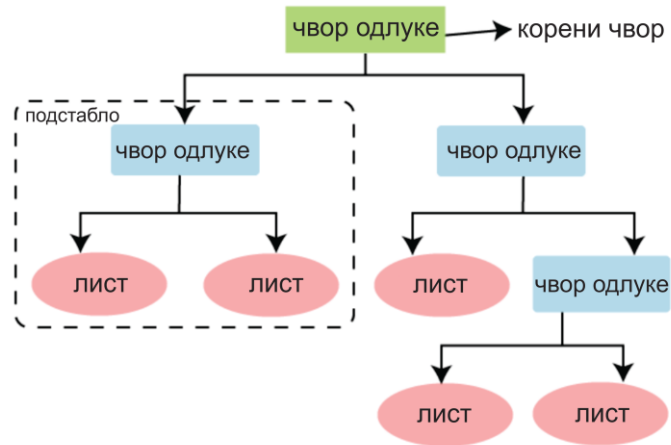 чвор одлуке
корени чвор
подстабло
чвор одлуке
чвор одлуке
лист
лист
лист
чвор одлуке
лист
лист